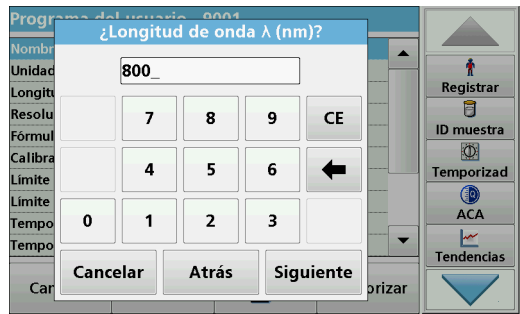 Programa del usuario 9001
¿Longitud de onda λ (nm)?
800_
Nombr
Unidad
Longitu
Resolu
Fórmul
Calibra
Límite
Límite
Tempo
Tempo
7 8 9 CE
4 5 6
0 1 2 3
Cancelar Atrás Siguiente
Can
orizar
Registrar
ID muestra
Temporizad
ACA
Tendencias